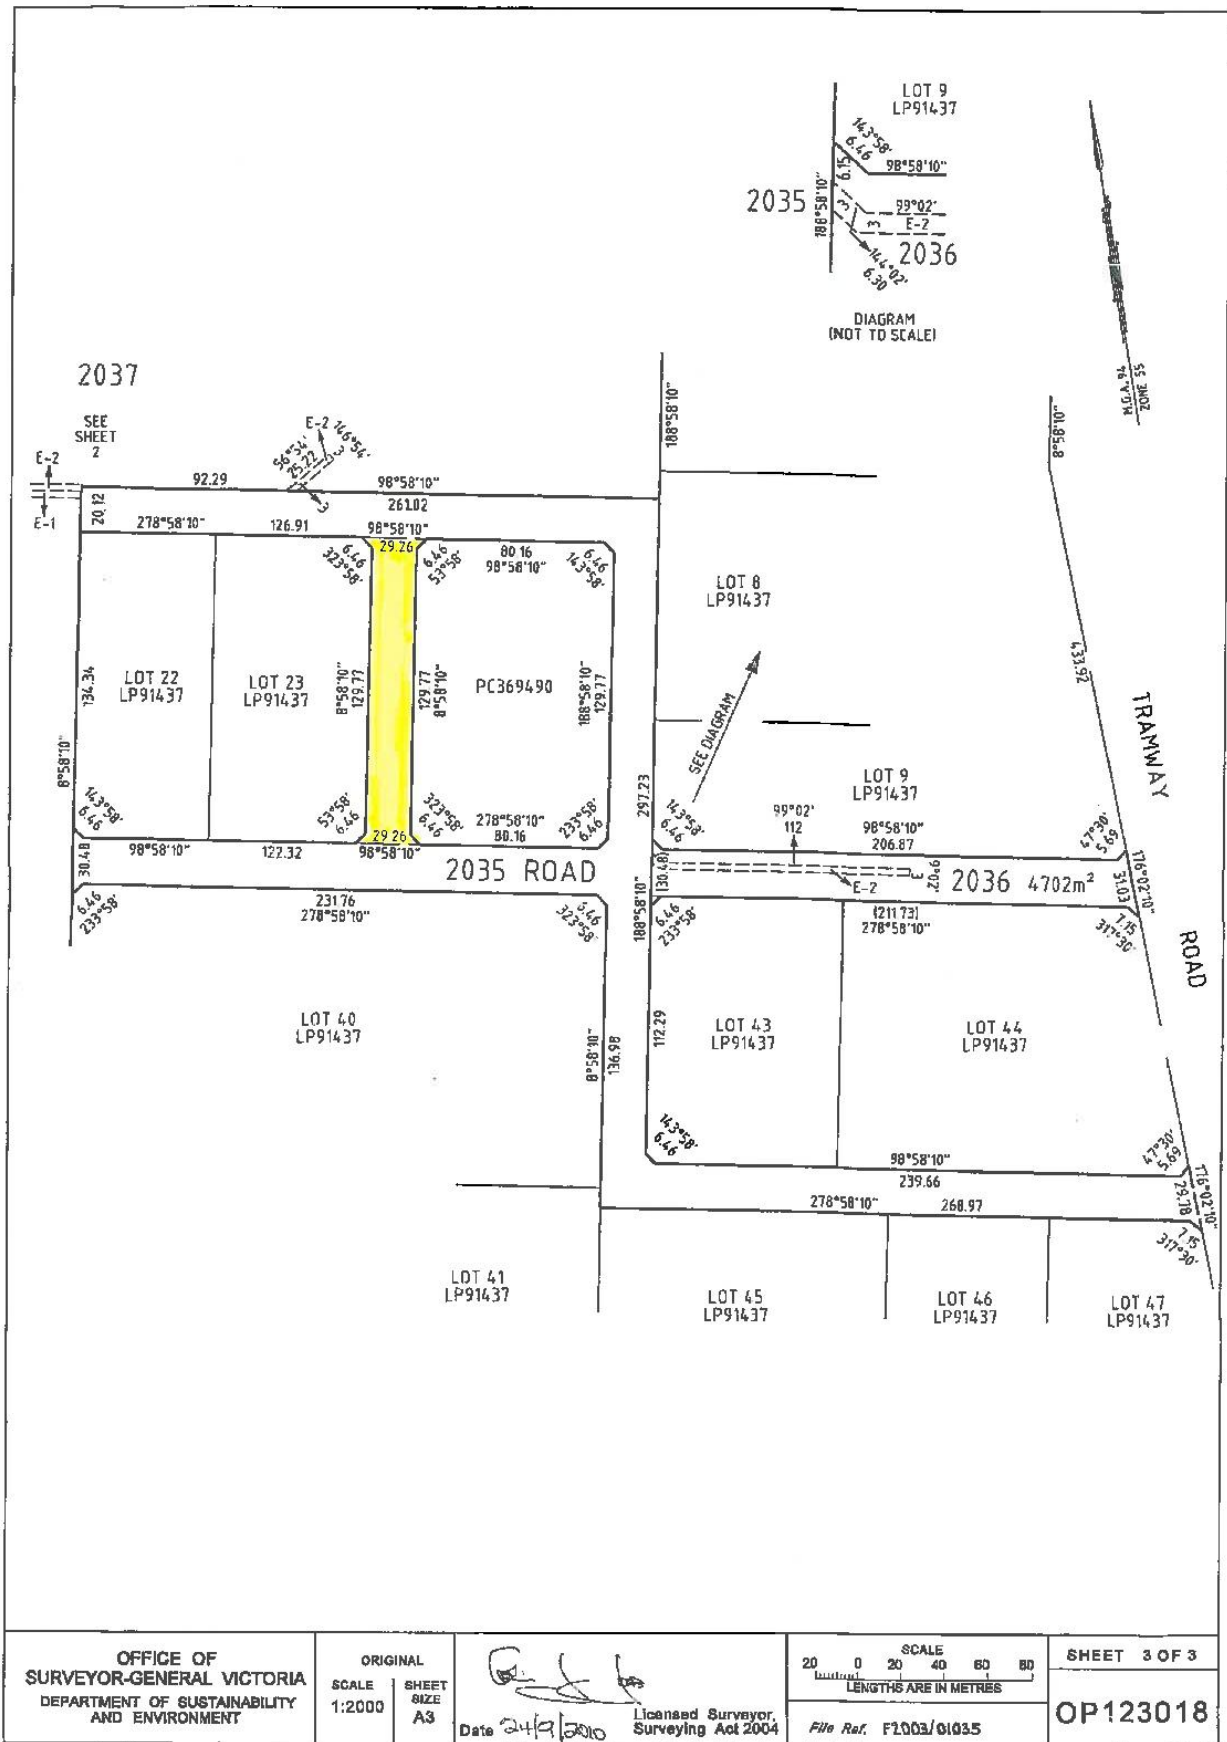 LOT 9
LP91437
143°58'
6.46
6.15
98°58'10"
2035
188°58'10"
3
99°02'
3
E-2
2036
144°02'
6.30
DIAGRAM
(NOT TO SCALE)
M.G.A. 94
ZONE 55
2037
SEE
SHEET
2
E-2
E-1
E-2
146°54'
56°54'
25.22
3
3
92.29
98°58'10"
261.02
20.12
278°58'10"
126.91
98°58'10"
29.26
6.46
323°58'
6.46
53°58'
80.16
98°58'10"
6.46
143°58'
188°58'10"
8°58'10"
LOT 8
LP91437
433.92
134.34
LOT 22
LP91437
LOT 23
LP91437
8°58'10"
129.77
129.77
8°58'10"
PC369490
188°58'10"
129.77
SEE DIAGRAM
TRAMWAY
8°58'10"
LOT 9
LP91437
297.23
143°58'
6.46
53°58'
6.46
323°58'
6.46
278°58'10"
80.16
233°58'
6.46
143°58'
6.46
99°02'
112
98°58'10"
206.87
47°30'
5.69
29.26
98°58'10"
122.32
98°58'10"
30.48
2035 ROAD
(30.48)
E-2
3
9°02'
2036 4702m²
31.03
176°02'10"
6.46
233°58'
231.76
278°58'10"
6.46
323°58'
188°58'10"
6.46
233°58'
(211.73)
278°58'10"
7.15
317°30'
ROAD
LOT 40
LP91437
8°58'10"
136.98
112.29
LOT 43
LP91437
LOT 44
LP91437
143°58'
6.46
98°58'10"
239.66
47°30'
5.69
176°02'10"
29.78
278°58'10"
268.97
7.15
317°30'
LOT 41
LP91437
LOT 45
LP91437
LOT 46
LP91437
LOT 47
LP91437
OFFICE OF
SURVEYOR-GENERAL VICTORIA
DEPARTMENT OF SUSTAINABILITY
AND ENVIRONMENT
ORIGINAL
SCALE
1:2000
SHEET
SIZE
A3
Date 24/9/2010
Licensed Surveyor,
Surveying Act 2004
SCALE
20 0 20 40 60 80
LENGTHS ARE IN METRES
File Ref. F2003/01035
SHEET 3 OF 3
OP123018